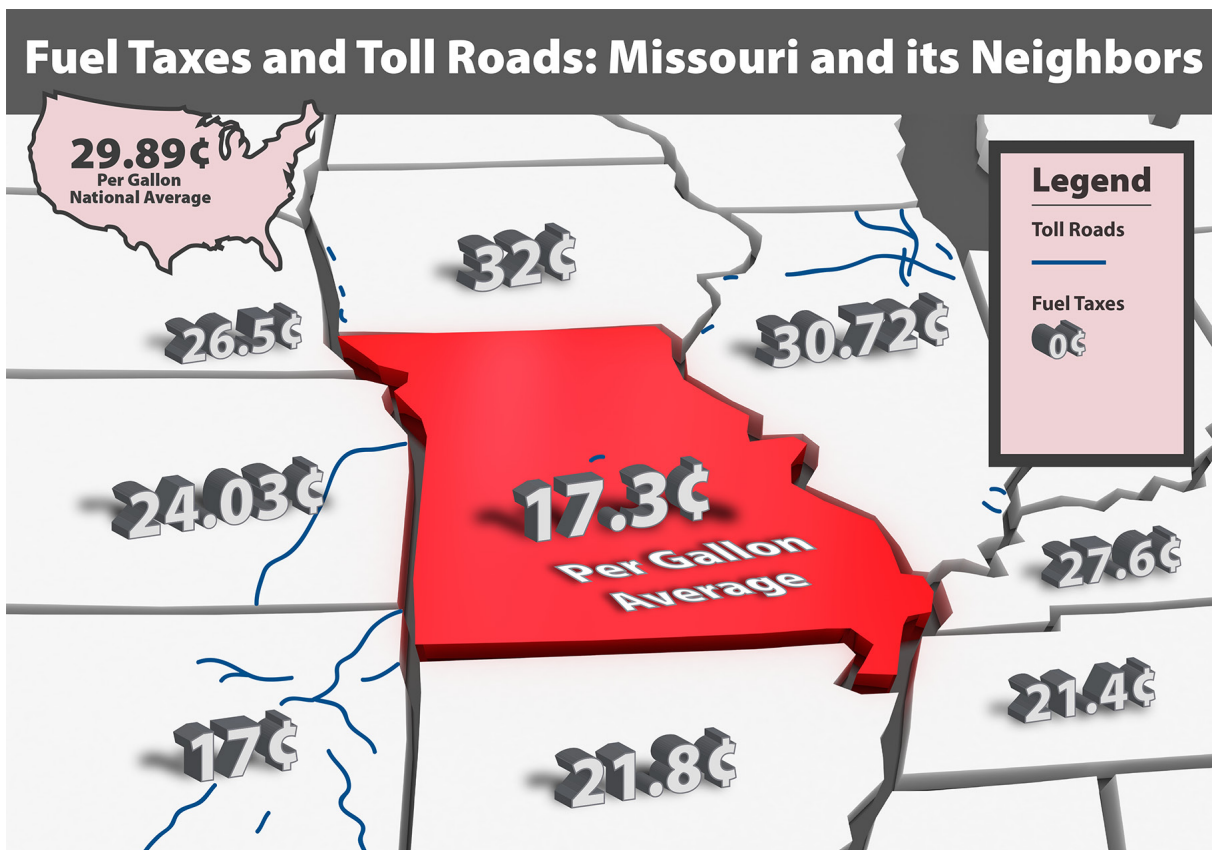 Fuel Taxes and Toll Roads: Missouri and its Neighbors
29.89¢
Per Gallon
National Average
Legend
Toll Roads
Fuel Taxes
0¢
32¢
26.5¢
30.72¢
24.03¢
17.3¢
Per Gallon
Average
27.6¢
21.4¢
17¢
21.8¢